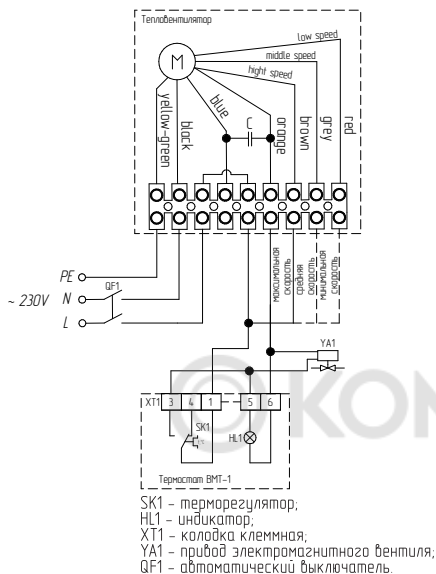 Тепловентилятор
low speed
middle speed
hight speed
M
yellow-green
black
blue
C
orange
brown
grey
red
PE
~ 230V
N
QF1
L
максимальная скорость
средняя скорость
минимальная скорость
YA1
XT1
3
4
1
5
6
SK1
t°C
HL1
KOM
Термостат ВМТ-1
SK1 - терморегулятор;
HL1 - индикатор;
XT1 - колодка клеммная;
YA1 - привод электромагнитного вентиля;
QF1 - автоматический выключатель.